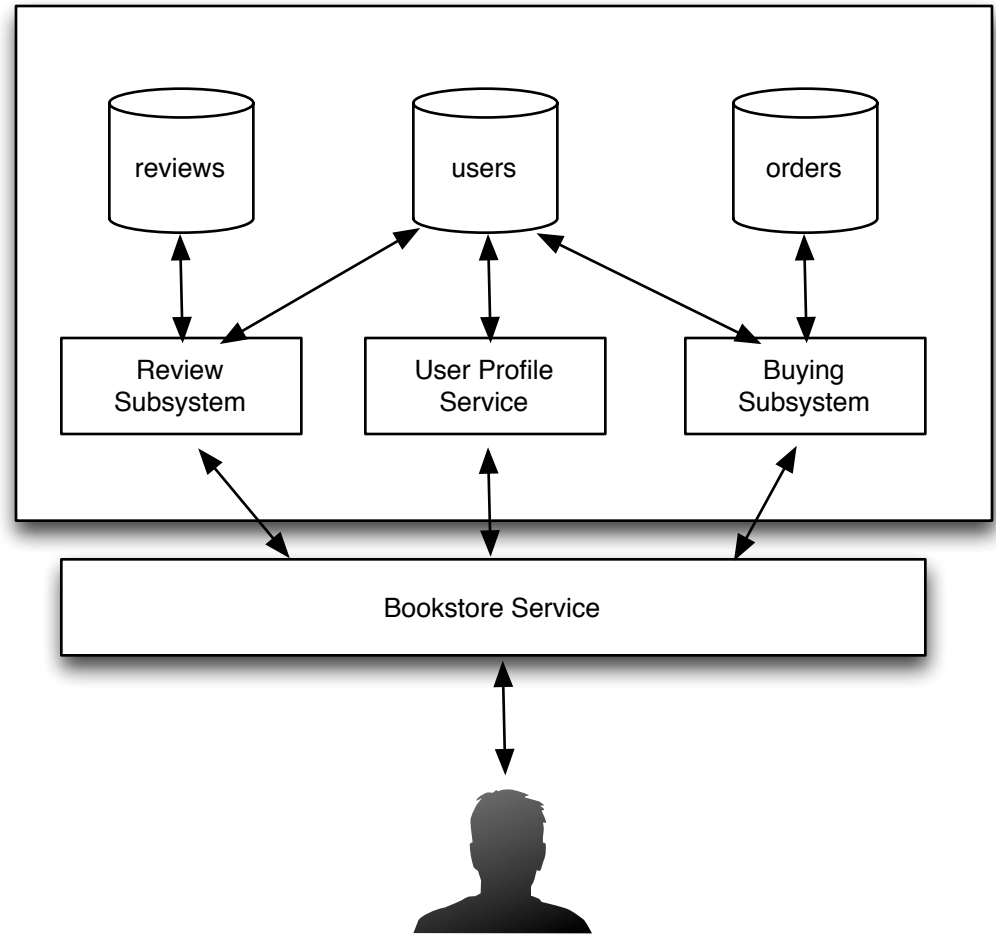 reviews
users
orders
Review
Subsystem
User Profile
Service
Buying
Subsystem
Bookstore Service